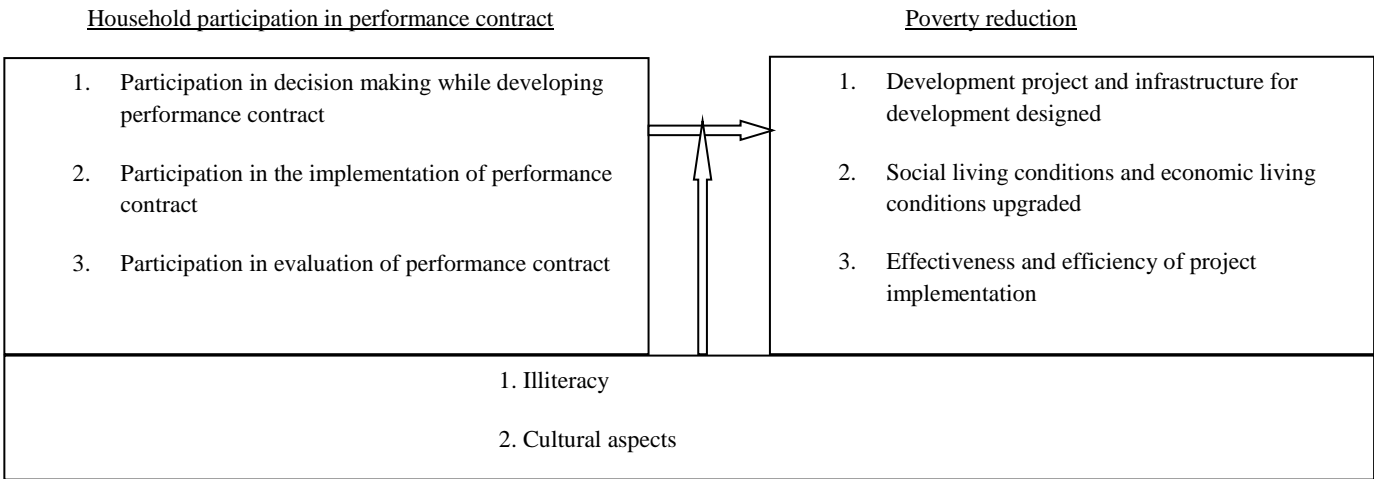 Household participation in performance contract
Poverty reduction
1. Participation in decision making while developing
performance contract
2. Participation in the implementation of performance
contract
3. Participation in evaluation of performance contract
1. Development project and infrastructure for
development designed
2. Social living conditions and economic living
conditions upgraded
3. Effectiveness and efficiency of project
implementation
1. Illiteracy
2. Cultural aspects